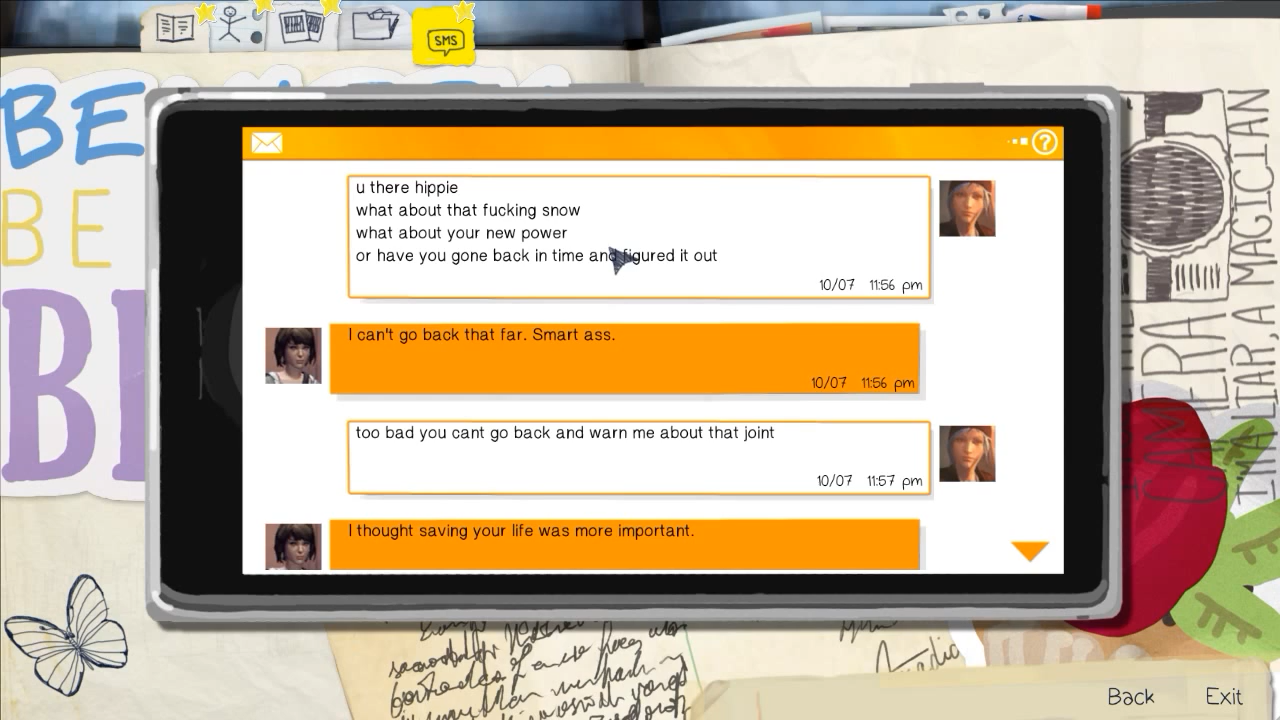 SMS
BE
BE
u there hippie
what about that fucking snow
what about your new power
or have you gone back in time and figured it out
10/07 11:56 pm
I can't go back that far. Smart ass.
10/07 11:56 pm
too bad you cant go back and warn me about that joint
10/07 11:57 pm
I thought saving your life was more important.
CAMERA
A MAGICIAN
Back
Exit